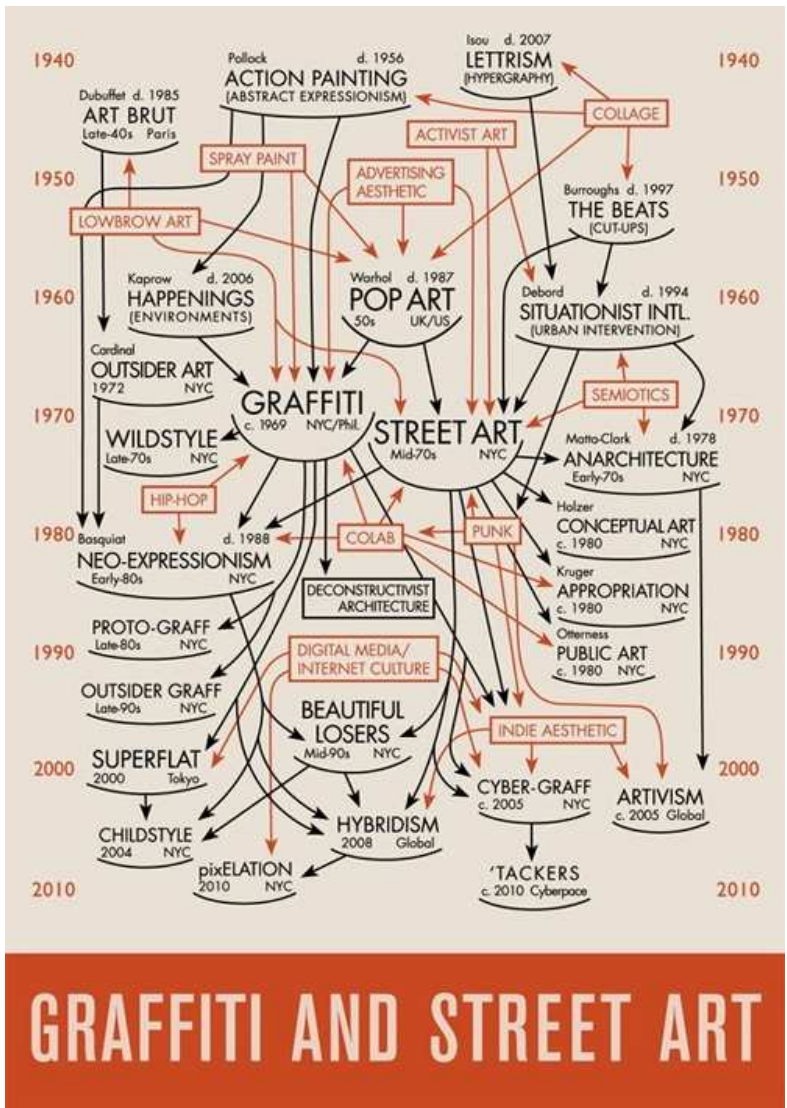 1940
Pollock d. 1956
ACTION PAINTING
(ABSTRACT EXPRESSIONISM)
Isou d. 2007
LETTRISM
(HYPERGRAPHY)
1940
Dubuffet d. 1985
ART BRUT
Late-40s Paris
COLLAGE
ACTIVIST ART
SPRAY PAINT
ADVERTISING
AESTHETIC
1950
1950
Burroughs d. 1997
THE BEATS
(CUT-UPS)
LOWBROW ART
Kaprow d. 2006
HAPPENINGS
(ENVIRONMENTS)
Warhol d. 1987
POP ART
50s UK/US
Debord d. 1994
SITUATIONIST INTL.
(URBAN INTERVENTION)
1960
1960
Cardinal
OUTSIDER ART
1972 NYC
SEMIOTICS
GRAFFITI
c. 1969 NYC/Phil.
1970
1970
STREET ART
Mid-70s NYC
WILDSTYLE
Late-70s NYC
Matta-Clark d. 1978
ANARCHITECTURE
Early-70s NYC
HIP-HOP
Holzer
CONCEPTUAL ART
c. 1980 NYC
1980
1980
COLAB
PUNK
Basquiat d. 1988
NEO-EXPRESSIONISM
Early-80s NYC
Kruger
APPROPRIATION
c. 1980 NYC
DECONSTRUCTIVIST
ARCHITECTURE
PROTO-GRAFF
Late-80s NYC
Otterness
PUBLIC ART
c. 1980 NYC
1990
1990
DIGITAL MEDIA/
INTERNET CULTURE
OUTSIDER GRAFF
Late-90s NYC
BEAUTIFUL
LOSERS
Mid-90s NYC
INDIE AESTHETIC
SUPERFLAT
2000 Tokyo
2000
2000
CYBER-GRAFF
c. 2005 NYC
ARTIVISM
c. 2005 Global
CHILDSTYLE
2004 NYC
HYBRIDISM
2008 Global
pixELATION
2010 NYC
'TACKERS
c. 2010 Cyberpace
2010
2010
GRAFFITI AND STREET ART